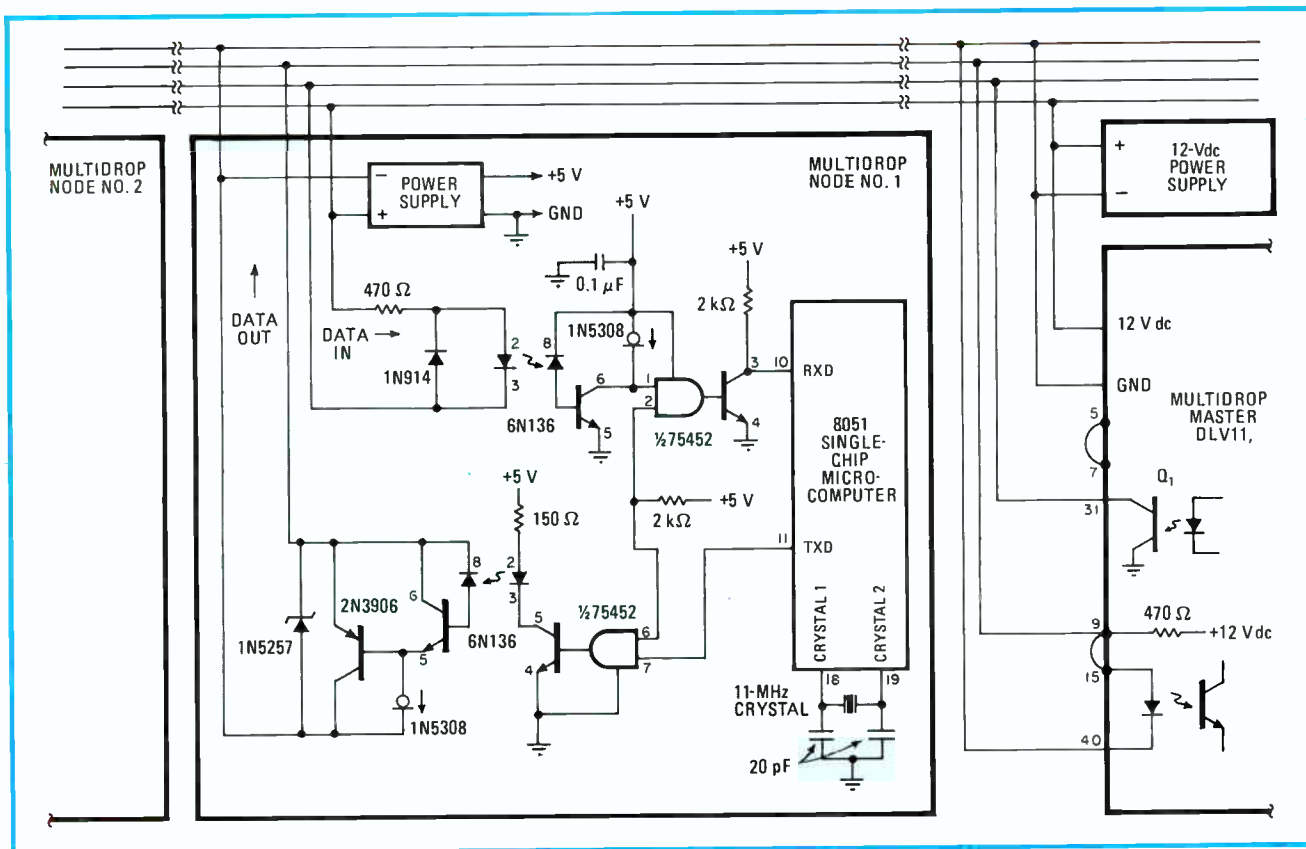 MULTIDROP
NODE NO. 2
POWER
SUPPLY
−
+
+5 V
GND
MULTIDROP
NODE NO. 1
+5 V
0.1 µF
470 Ω
DATA
OUT
DATA
IN
1N914
2
3
8
6
5
6N136
1N5308
1
2
½75452
+5 V
2 kΩ
3
4
10
RXD
8051
SINGLE-
CHIP
MICRO-
COMPUTER
11
TXD
CRYSTAL 1
CRYSTAL 2
18
19
11-MHz
CRYSTAL
20 pF
+5 V
2 kΩ
+5 V
150 Ω
2
3
8
6
5
6N136
2N3906
1N5257
1N5308
½75452
5
4
6
7
+
−
12-Vdc
POWER
SUPPLY
12 V dc
GND
MULTIDROP
MASTER
DLV11,
5
7
31
Q1
9
470 Ω
+12 Vdc
15
40